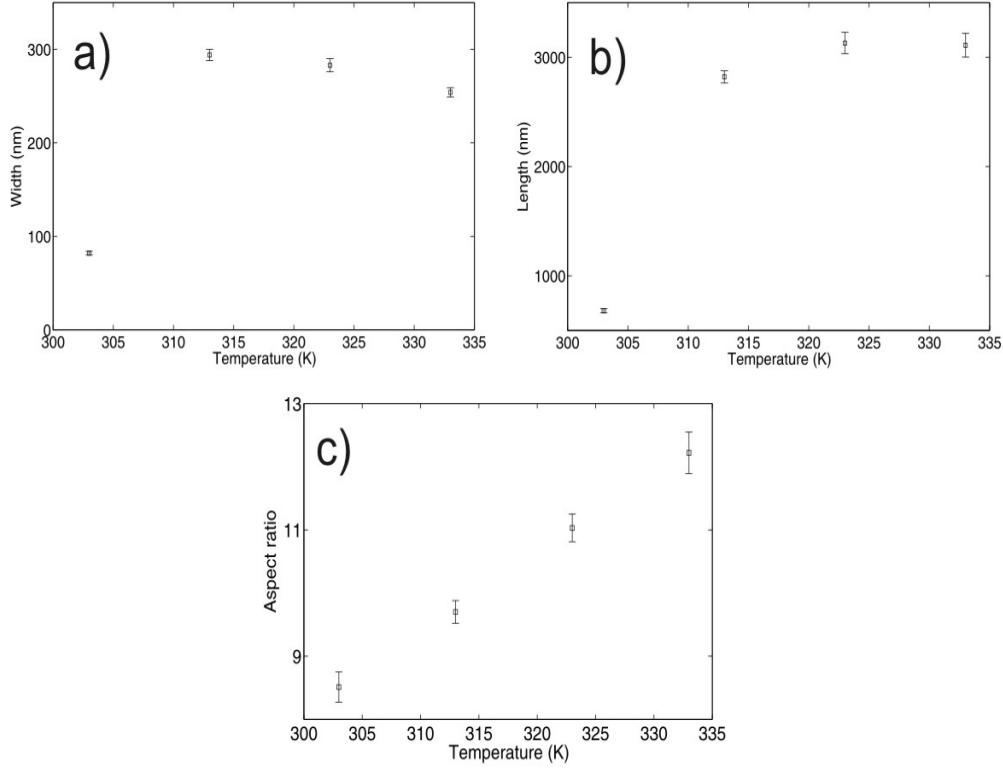 a)
300
200
100
0
Width (nm)
300 305 310 315 320 325 330 335
Temperature (K)
b)
3000
2000
1000
Length (nm)
300 305 310 315 320 325 330 335
Temperature (K)
c)
13
11
9
Aspect ratio
300 305 310 315 320 325 330 335
Temperature (K)